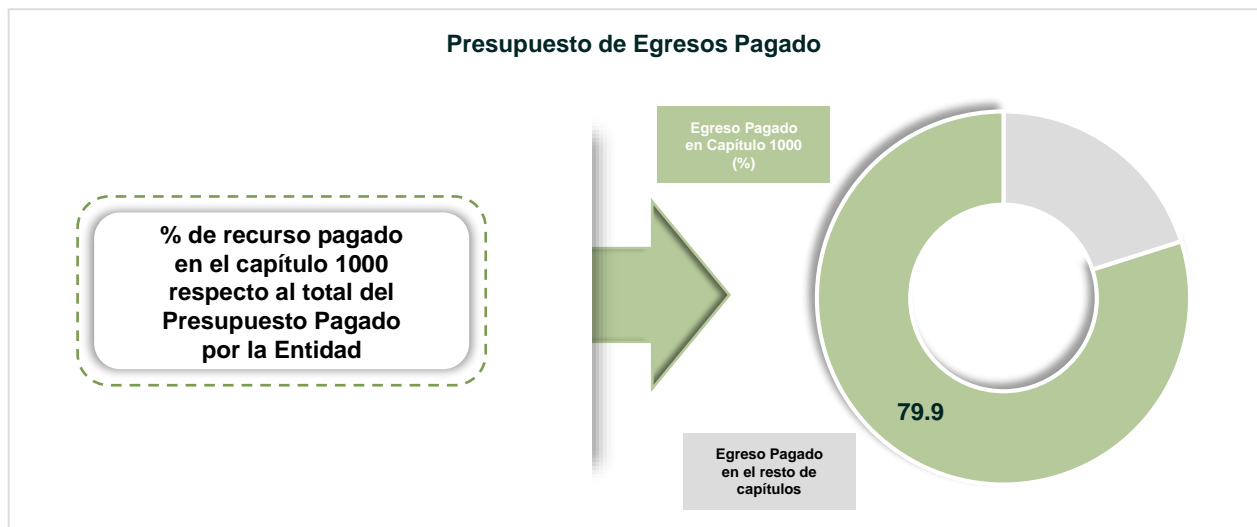 Presupuesto de Egresos Pagado
Egreso Pagado
en Capítulo 1000
(%)
% de recurso pagado
en el capítulo 1000
respecto al total del
Presupuesto Pagado
por la Entidad
79.9
Egreso Pagado
en el resto de
capítulos